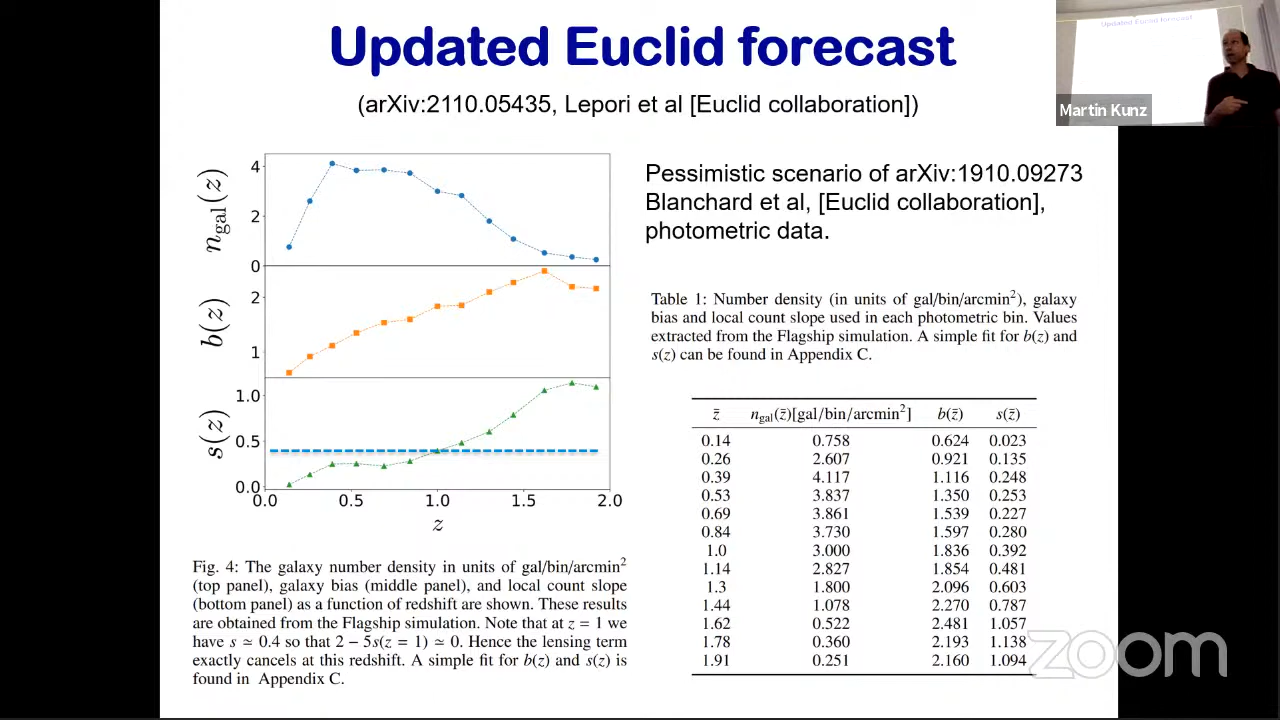 Updated Euclid forecast
(arXiv:2110.05435, Lepori et al [Euclid collaboration])
Updated Euclid forecast
Martin Kunz
n_gal(z)
4
2
0
b(z)
2
1
s(z)
1.0
0.5
0.0
0.0 0.5 1.0 1.5 2.0
z
Fig. 4: The galaxy number density in units of gal/bin/arcmin²
(top panel), galaxy bias (middle panel), and local count slope
(bottom panel) as a function of redshift are shown. These results
are obtained from the Flagship simulation. Note that at z = 1 we
have s ≃ 0.4 so that 2 − 5s(z = 1) ≃ 0. Hence the lensing term
exactly cancels at this redshift. A simple fit for b(z) and s(z) is
found in Appendix C.
Pessimistic scenario of arXiv:1910.09273
Blanchard et al, [Euclid collaboration],
photometric data.
Table 1: Number density (in units of gal/bin/arcmin²), galaxy
bias and local count slope used in each photometric bin. Values
extracted from the Flagship simulation. A simple fit for b(z) and
s(z) can be found in Appendix C.
z̄ n_gal(z̄)[gal/bin/arcmin²] b(z̄) s(z̄)
0.14 0.758 0.624 0.023
0.26 2.607 0.921 0.135
0.39 4.117 1.116 0.248
0.53 3.837 1.350 0.253
0.69 3.861 1.539 0.227
0.84 3.730 1.597 0.280
1.0 3.000 1.836 0.392
1.14 2.827 1.854 0.481
1.3 1.800 2.096 0.603
1.44 1.078 2.270 0.787
1.62 0.522 2.481 1.057
1.78 0.360 2.193 1.138
1.91 0.251 2.160 1.094
zoom